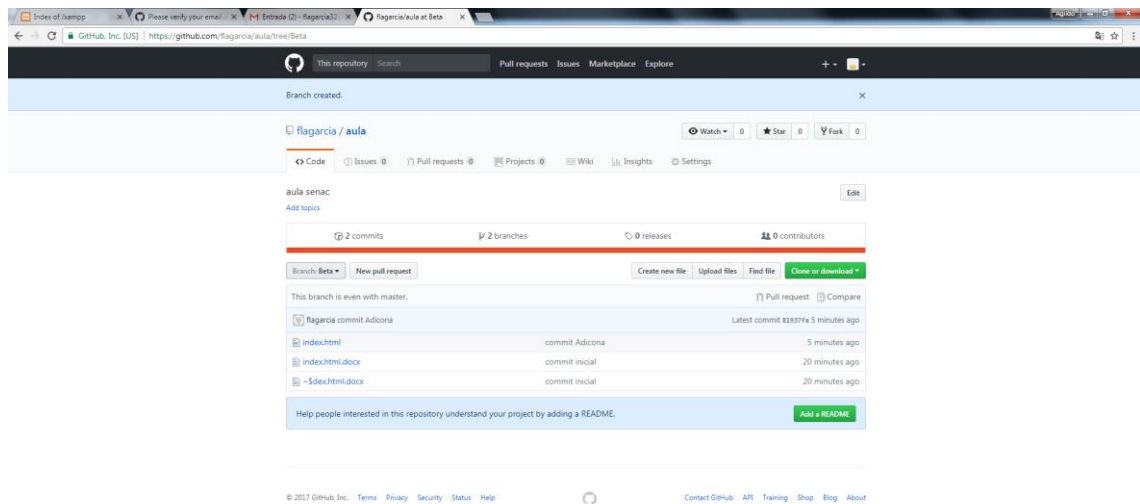 Index of /xampp
Please verify your email
Entrada (2) - flagarcia32
flagarcia/aula at Beta
GitHub, Inc. [US] | https://github.com/flagarcia/aula/tree/Beta
This repository Search Pull requests Issues Marketplace Explore
Branch created.
flagarcia / aula Watch 0 Star 0 Fork 0
Code Issues 0 Pull requests 0 Projects 0 Wiki Insights Settings
aula senac Edit
Add topics
2 commits 2 branches 0 releases 0 contributors
Branch: Beta New pull request Create new file Upload files Find file Clone or download
This branch is even with master. Pull request Compare
flagarcia commit Adicona Latest commit 81937fa 5 minutes ago
index.html commit Adicona 5 minutes ago
index.html.docx commit inicial 20 minutes ago
~$dex.html.docx commit inicial 20 minutes ago
Help people interested in this repository understand your project by adding a README. Add a README
© 2017 GitHub, Inc. Terms Privacy Security Status Help Contact GitHub API Training Shop Blog About